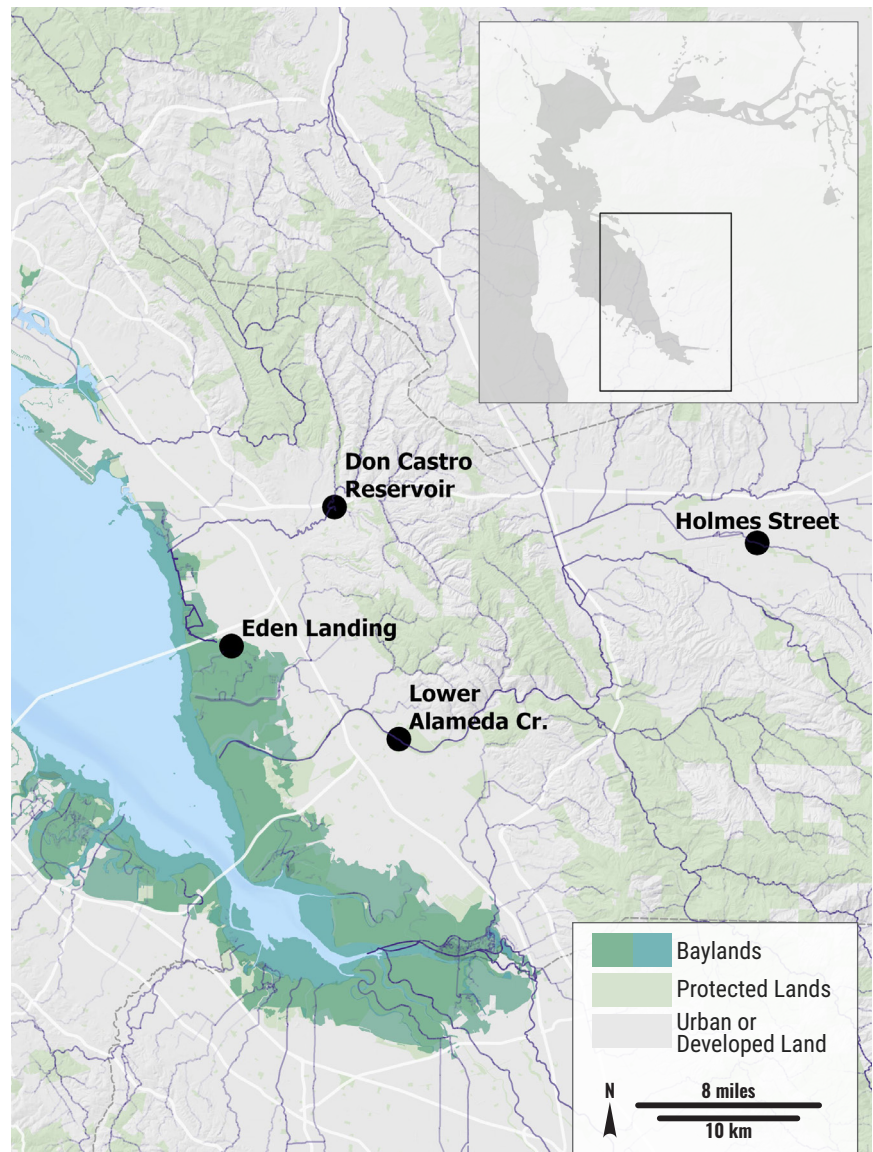 Don Castro
Reservoir
Holmes Street
Eden Landing
Lower
Alameda Cr.
Baylands
Protected Lands
Urban or
Developed Land
N
8 miles
10 km